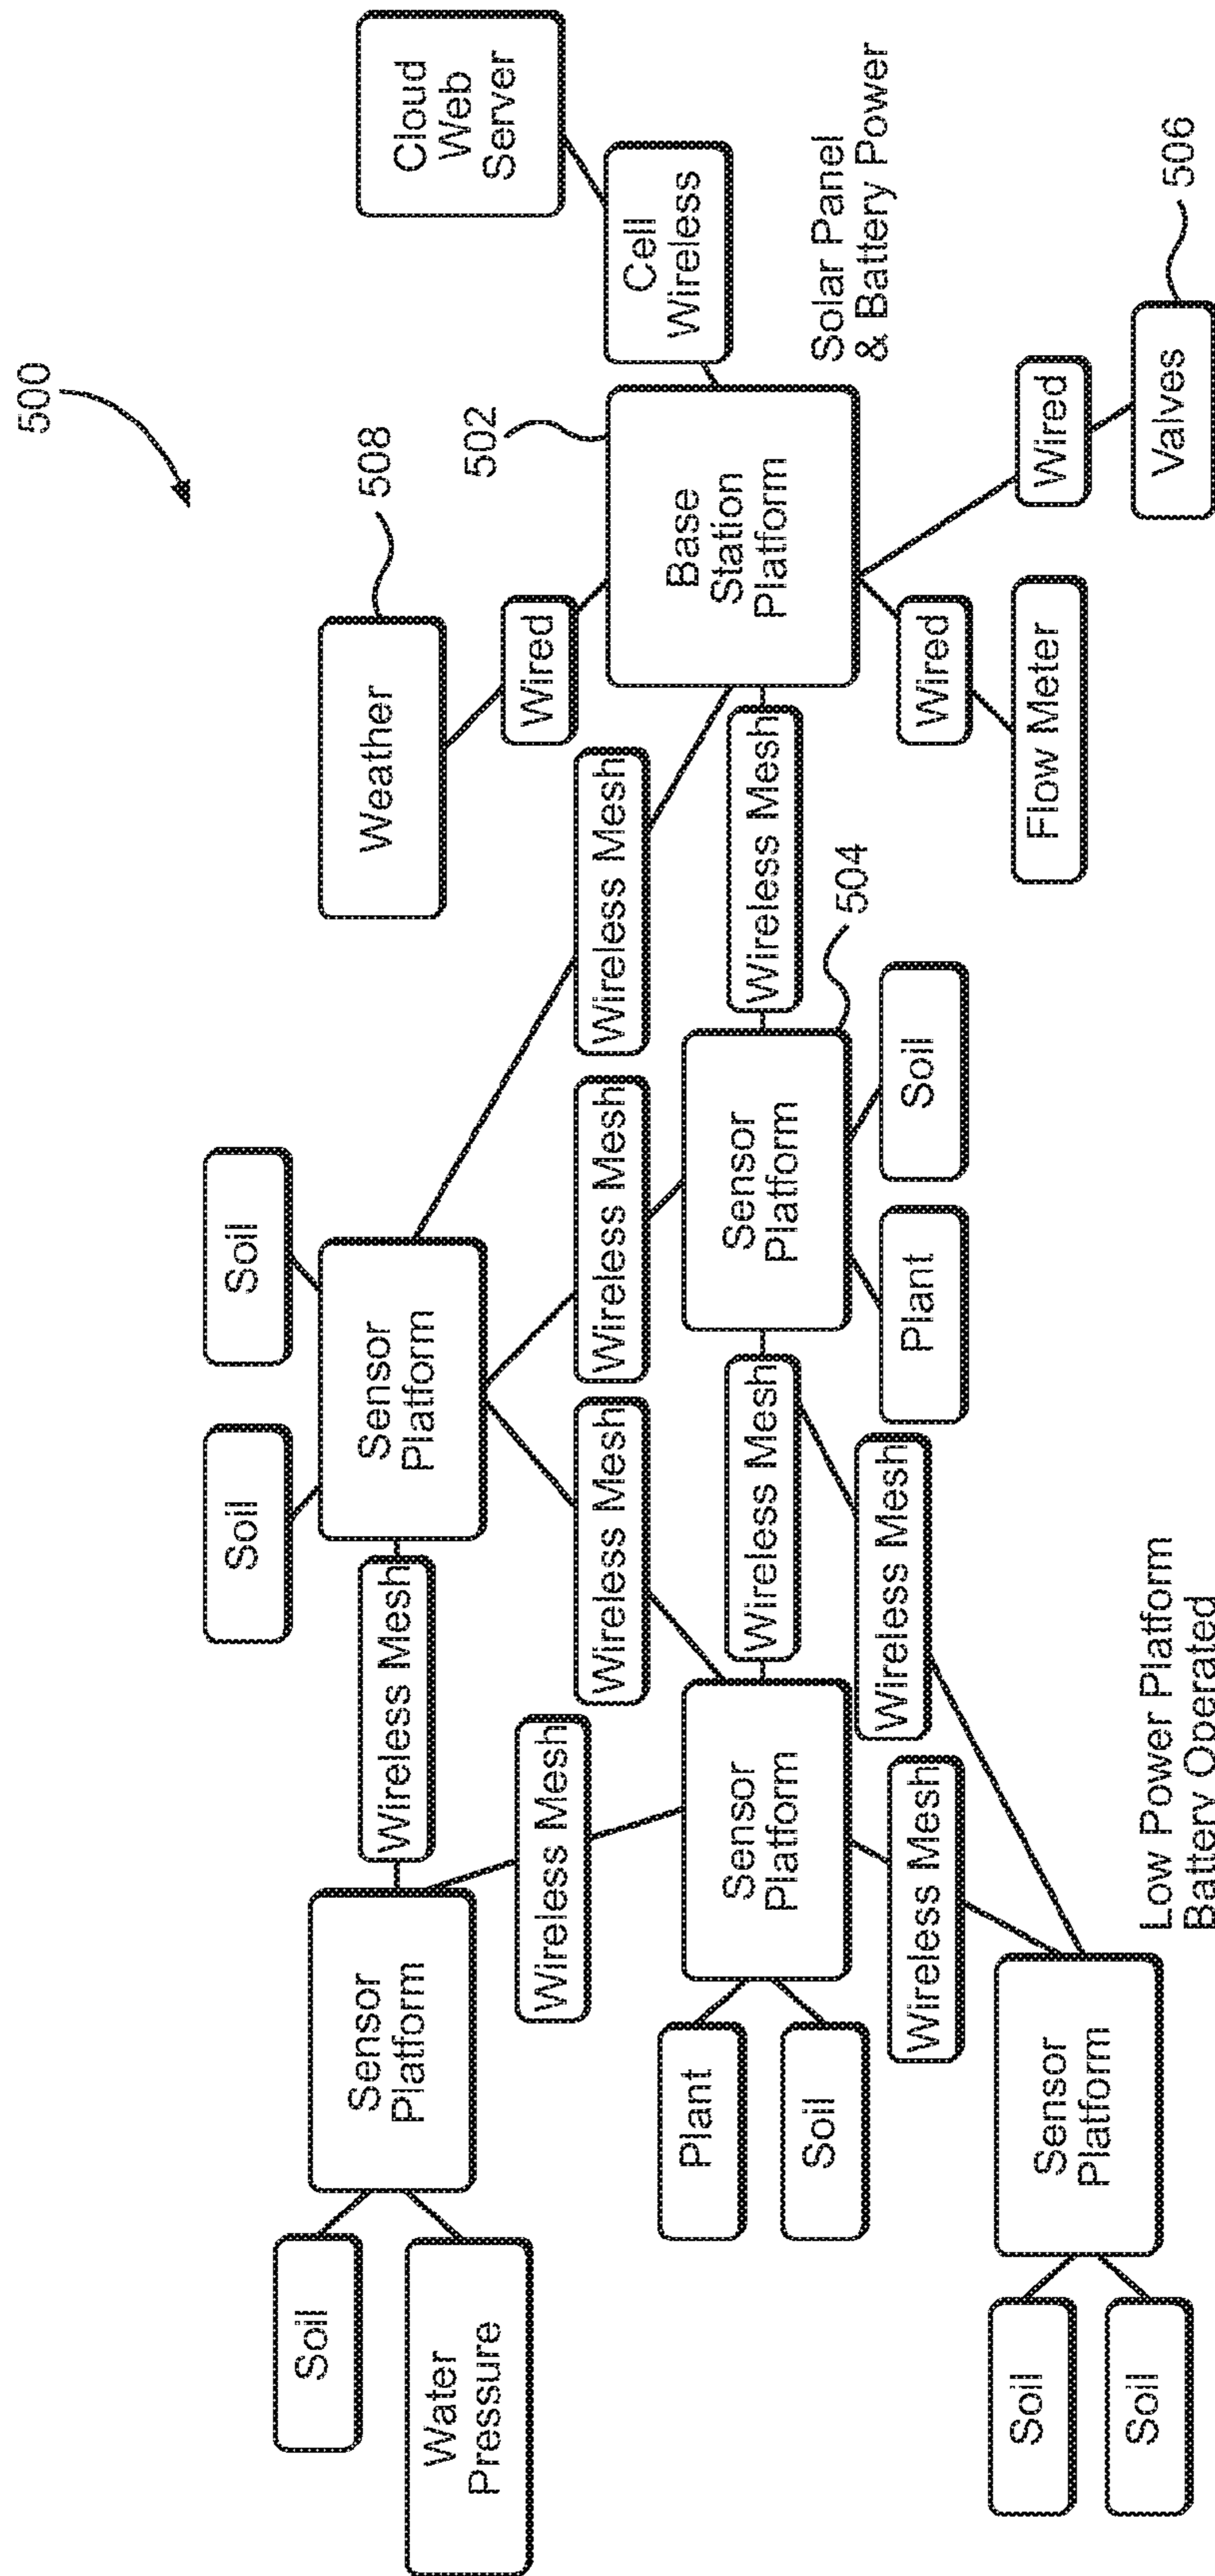 500
Soil
Soil
Soil
Sensor
Platform
Wireless Mesh
Sensor
Platform
Weather
508
Cloud
Web
Server
Water
Pressure
502
Wireless Mesh
Wired
Wireless Mesh
Wireless Mesh
Wireless Mesh
Cell
Wireless
Plant
Soil
Sensor
Platform
Wireless Mesh
Sensor
Platform
Wireless Mesh
Base
Station
Platform
504
Solar Panel
& Battery Power
Wireless Mesh
Wireless Mesh
Plant
Soil
Wired
Soil
Soil
Sensor
Platform
Flow Meter
Wired
Low Power Platform
Battery Operated
Valves
506